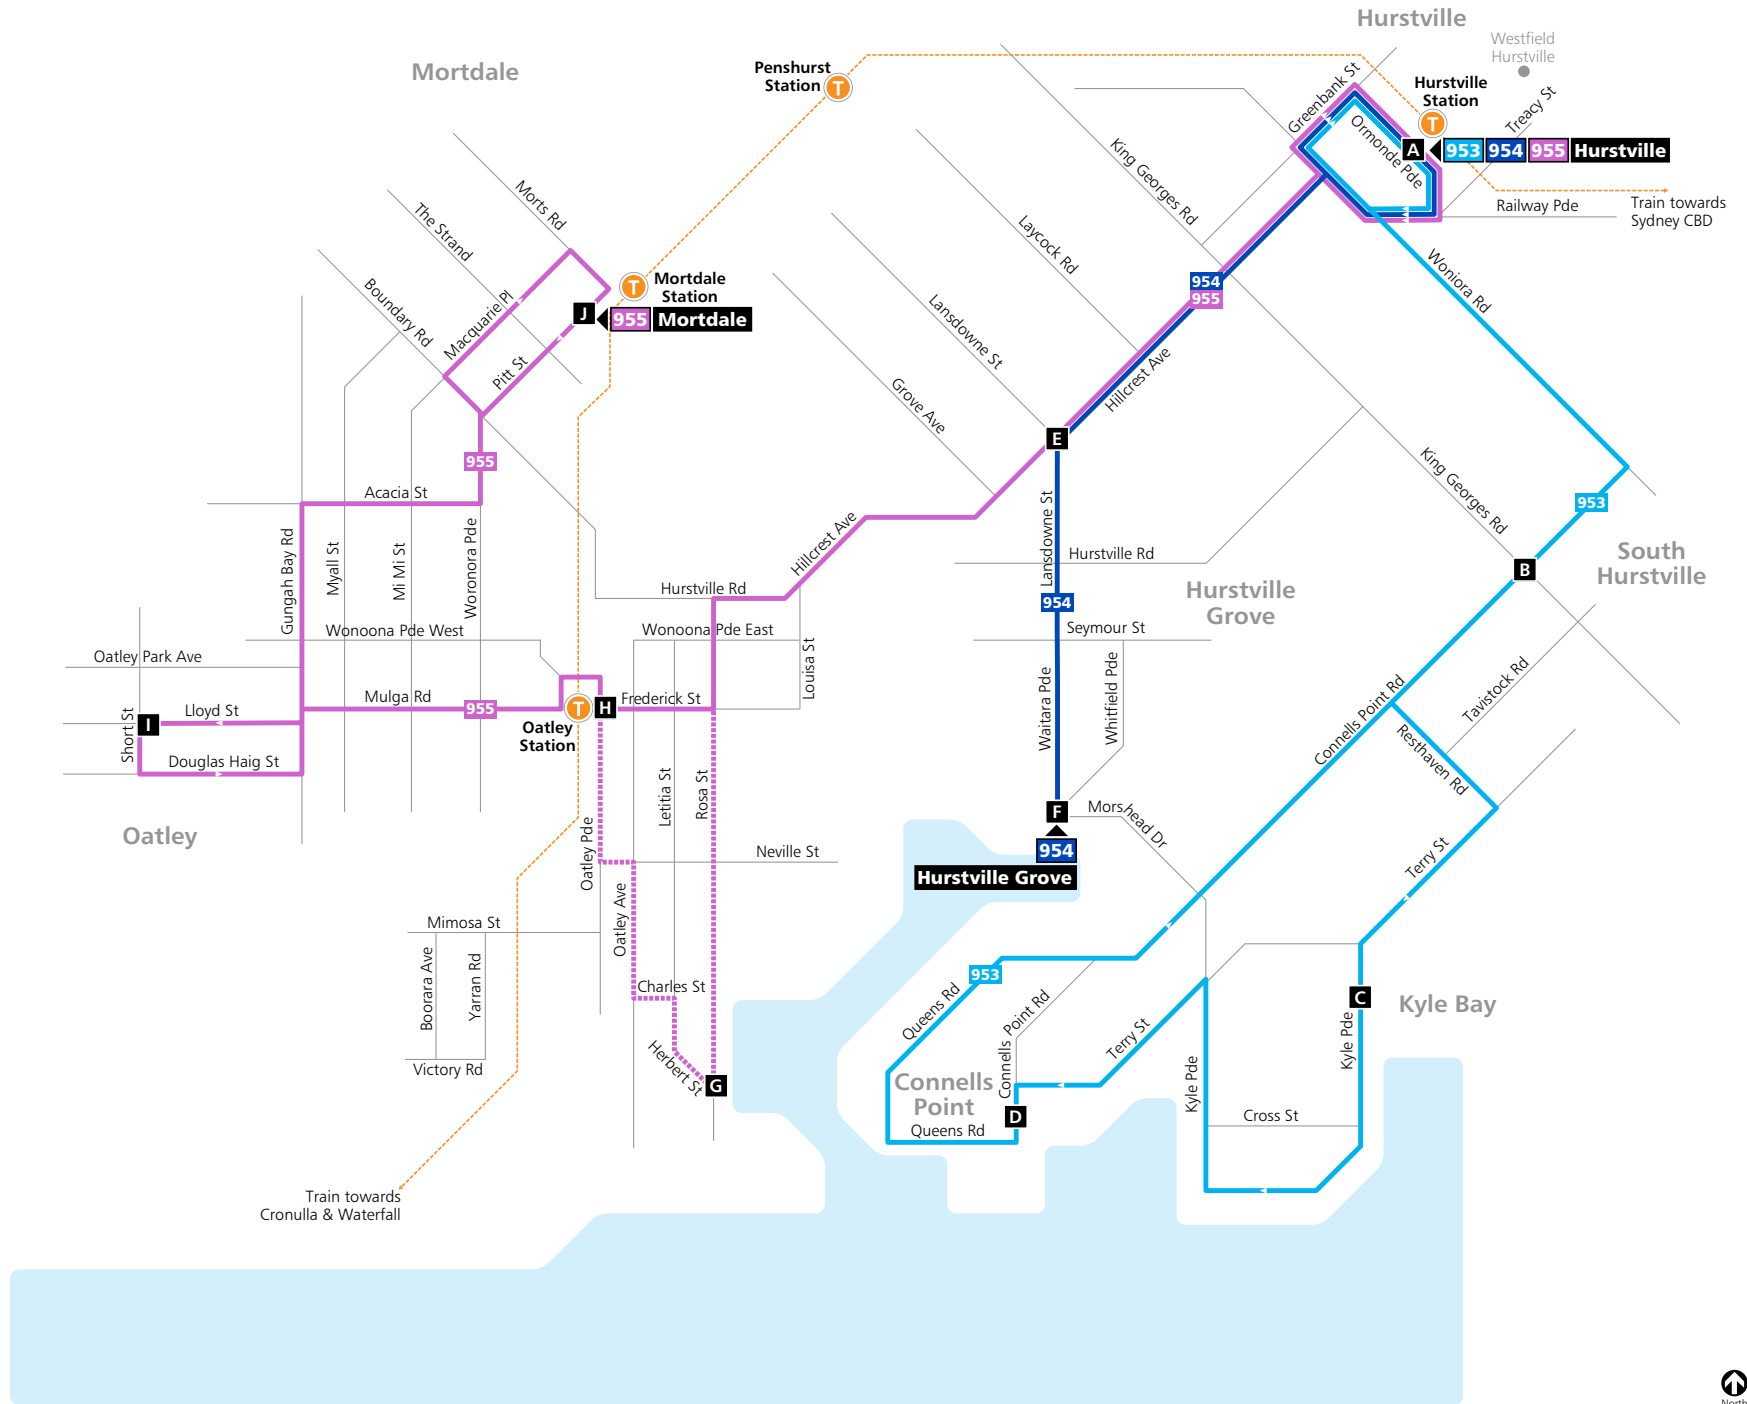 Hurstville
Westfield
Hurstville
Mortdale
Penshurst
Station
T
Hurstville
Station
T
Greenbank St
Ormonde Pde
Treacy St
A
953
954
955
Hurstville
Railway Pde
Train towards
Sydney CBD
King Georges Rd
Morts Rd
The Strand
Boundary Rd
Macquarie Pl
Pitt St
T
Mortdale
Station
J
955
Mortdale
Laycock Rd
Lansdowne St
Grove Ave
954
955
Hillcrest Ave
Woniora Rd
E
King Georges Rd
953
B
South
Hurstville
955
Acacia St
Gungah Bay Rd
Myall St
Mi Mi St
Woronora Pde
Hillcrest Ave
Hurstville Rd
Lansdowne St
Hurstville Rd
954
Hurstville
Grove
Seymour St
Wonoona Pde West
Wonoona Pde East
Louisa St
Oatley Park Ave
Waitara Pde
Whitfield Pde
Connells Point Rd
Tavistock Rd
Resthaven Rd
Mulga Rd
955
T
H
Frederick St
Oatley
Station
Lloyd St
I
Short St
Douglas Haig St
Oatley
Letitia St
Rosa St
F
Morshead Dr
954
Hurstville Grove
Terry St
Oatley Pde
Neville St
Oatley Ave
Mimosa St
Boorara Ave
Yarran Rd
Victory Rd
Charles St
Herbert St
G
953
Queens Rd
Connells
Point Rd
Terry St
Connells
Point
D
Queens Rd
Kyle Pde
Kyle Pde
C
Kyle Bay
Cross St
Train towards
Cronulla & Waterfall
North